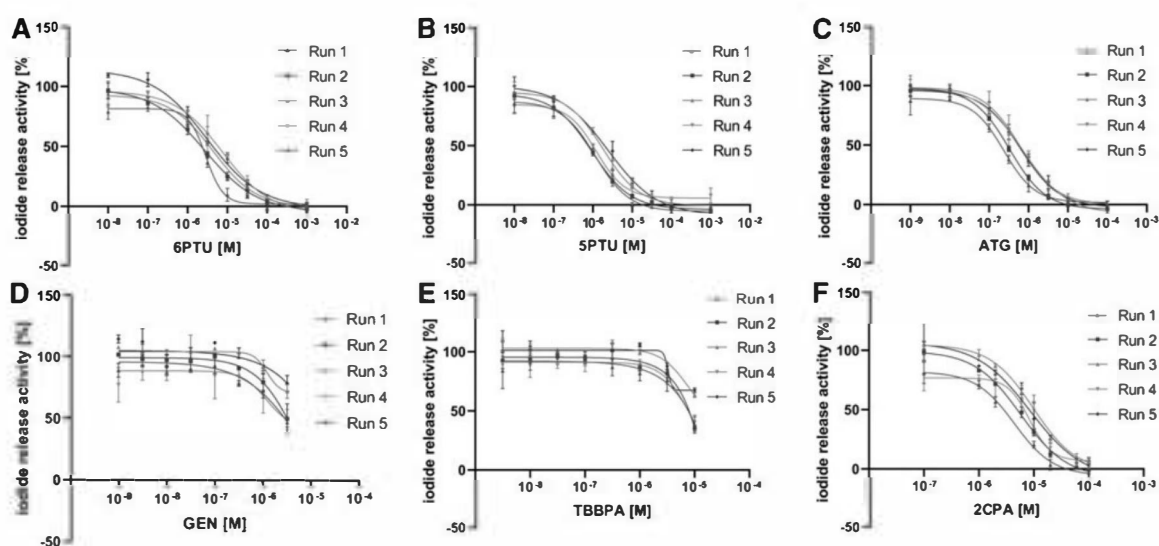 A
iodide release activity [%]
150
100
50
0
-50
10-8 10-7 10-6 10-5 10-4 10-3 10-2
6PTU [M]
Run 1
Run 2
Run 3
Run 4
Run 5
B
iodide release activity [%]
150
100
50
0
-50
10-8 10-7 10-6 10-5 10-4 10-3 10-2
5PTU [M]
Run 1
Run 2
Run 3
Run 4
Run 5
C
iodide release activity [%]
150
100
50
0
-50
10-9 10-8 10-7 10-6 10-5 10-4 10-3
ATG [M]
Run 1
Run 2
Run 3
Run 4
Run 5
D
iodide release activity [%]
150
100
50
0
-50
10-9 10-8 10-7 10-6 10-5 10-4
GEN [M]
Run 1
Run 2
Run 3
Run 4
Run 5
E
iodide release activity [%]
150
100
50
0
-50
10-8 10-7 10-6 10-5 10-4
TBBPA [M]
Run 1
Run 2
Run 3
Run 4
Run 5
F
iodide release activity [%]
150
100
50
0
-50
10-7 10-6 10-5 10-4 10-3
2CPA [M]
Run 1
Run 2
Run 3
Run 4
Run 5